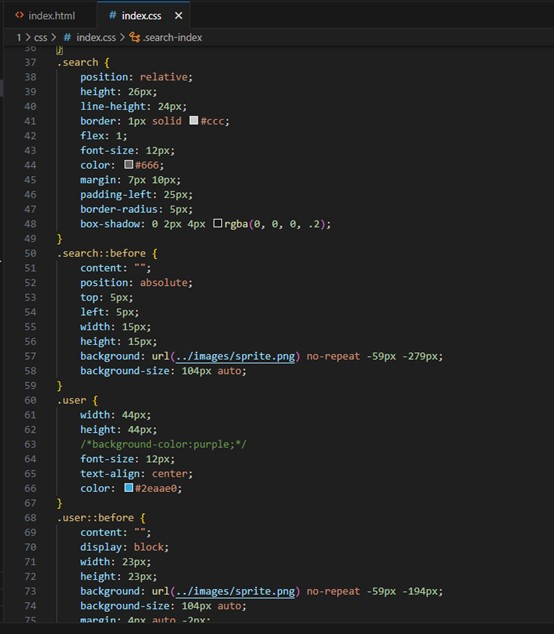 index.html
index.css
1 > css > index.css > .search-index
36 }
37 .search {
38 position: relative;
39 height: 26px;
40 line-height: 24px;
41 border: 1px solid #ccc;
42 flex: 1;
43 font-size: 12px;
44 color: #666;
45 margin: 7px 10px;
46 padding-left: 25px;
47 border-radius: 5px;
48 box-shadow: 0 2px 4px rgba(0, 0, 0, .2);
49 }
50 .search::before {
51 content: "";
52 position: absolute;
53 top: 5px;
54 left: 5px;
55 width: 15px;
56 height: 15px;
57 background: url(../images/sprite.png) no-repeat -59px -279px;
58 background-size: 104px auto;
59 }
60 .user {
61 width: 44px;
62 height: 44px;
63 /*background-color:purple;*/
64 font-size: 12px;
65 text-align: center;
66 color: #2eaae0;
67 }
68 .user::before {
69 content: "";
70 display: block;
71 width: 23px;
72 height: 23px;
73 background: url(../images/sprite.png) no-repeat -59px -194px;
74 background-size: 104px auto;
75 margin: 4px auto -2px;